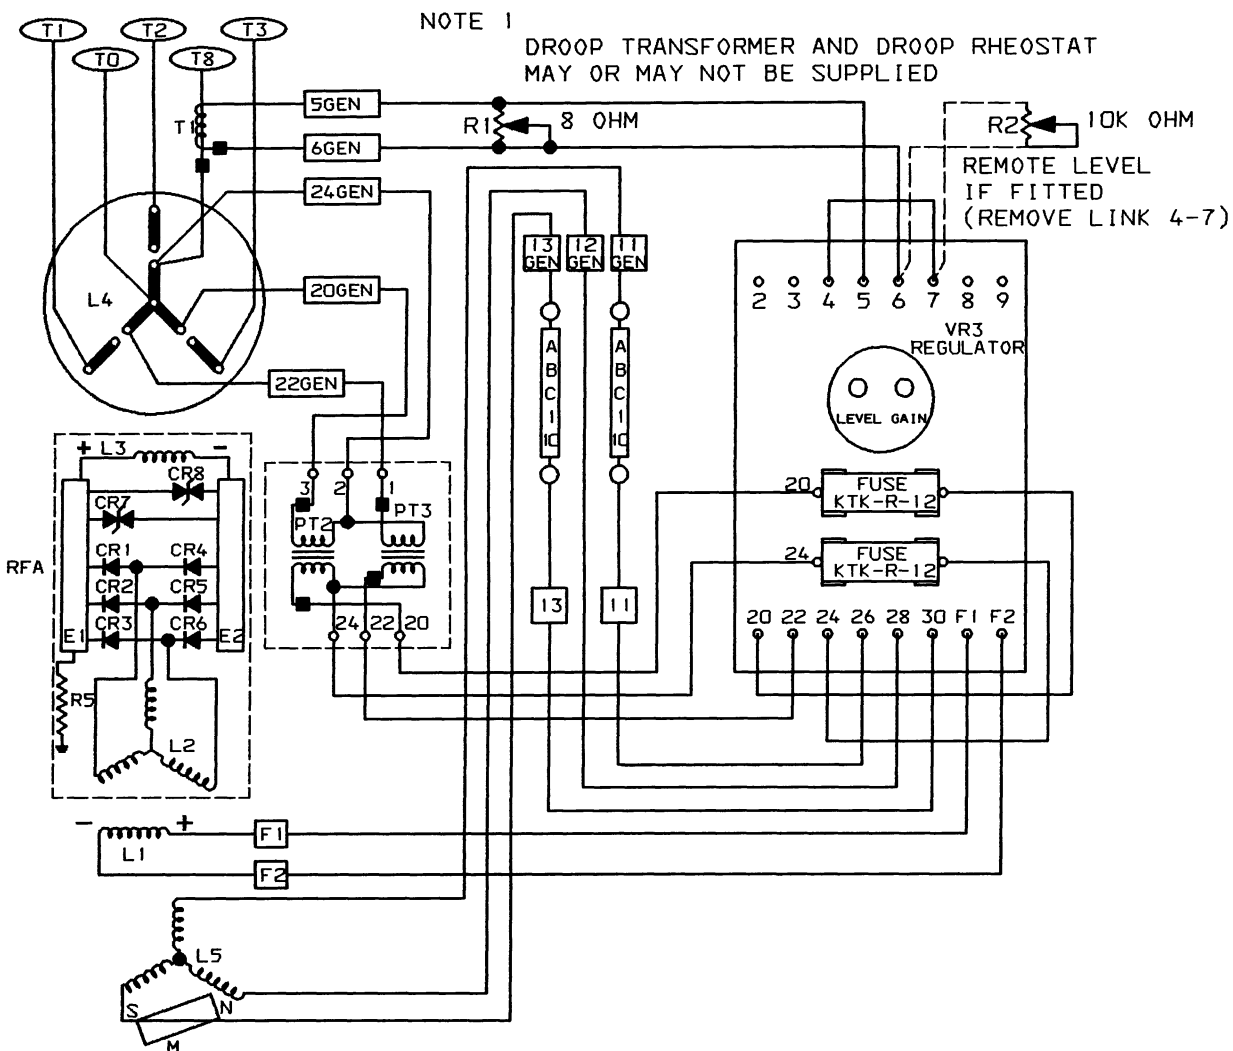 NOTE 1
T1 T2 T3
T0 T8
DROOP TRANSFORMER AND DROOP RHEOSTAT
MAY OR MAY NOT BE SUPPLIED
5GEN
T1
R1
8 OHM
R2
10K OHM
6GEN
REMOTE LEVEL
IF FITTED
(REMOVE LINK 4-7)
24GEN
13
GEN
12
GEN
11
GEN
L4
20GEN
2 3 4 5 6 7 8 9
VR3
REGULATOR
22GEN
A
B
C
1
10
A
B
C
1
10
LEVEL GAIN
+ L3 -
CR8
CR7
3 2 1
PT2 PT3
20
FUSE
KTK-R-12
24
FUSE
KTK-R-12
RFA
CR1 CR4
CR2 CR5
CR3 CR6
E1 E2
13 11
24 22 20
20 22 24 26 28 30 F1 F2
R5
L2
- +
L1
F1
F2
L5
S N
M